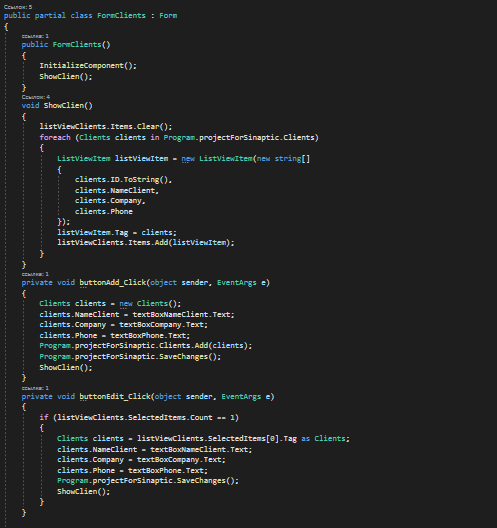 Ссылок: 5
public partial class FormClients : Form
{
ссылка: 1
public FormClients()
{
InitializeComponent();
ShowClien();
}
Ссылок: 4
void ShowClien()
{
listViewClients.Items.Clear();
foreach (Clients clients in Program.projectForSinaptic.Clients)
{
ListViewItem listViewItem = new ListViewItem(new string[]
{
clients.ID.ToString(),
clients.NameClient,
clients.Company,
clients.Phone
});
listViewItem.Tag = clients;
listViewClients.Items.Add(listViewItem);
}
}
ссылка: 1
private void buttonAdd_Click(object sender, EventArgs e)
{
Clients clients = new Clients();
clients.NameClient = textBoxNameClient.Text;
clients.Company = textBoxCompany.Text;
clients.Phone = textBoxPhone.Text;
Program.projectForSinaptic.Clients.Add(clients);
Program.projectForSinaptic.SaveChanges();
ShowClien();
}
ссылка: 1
private void buttonEdit_Click(object sender, EventArgs e)
{
if (listViewClients.SelectedItems.Count == 1)
{
Clients clients = listViewClients.SelectedItems[0].Tag as Clients;
clients.NameClient = textBoxNameClient.Text;
clients.Company = textBoxCompany.Text;
clients.Phone = textBoxPhone.Text;
Program.projectForSinaptic.SaveChanges();
ShowClien();
}
}